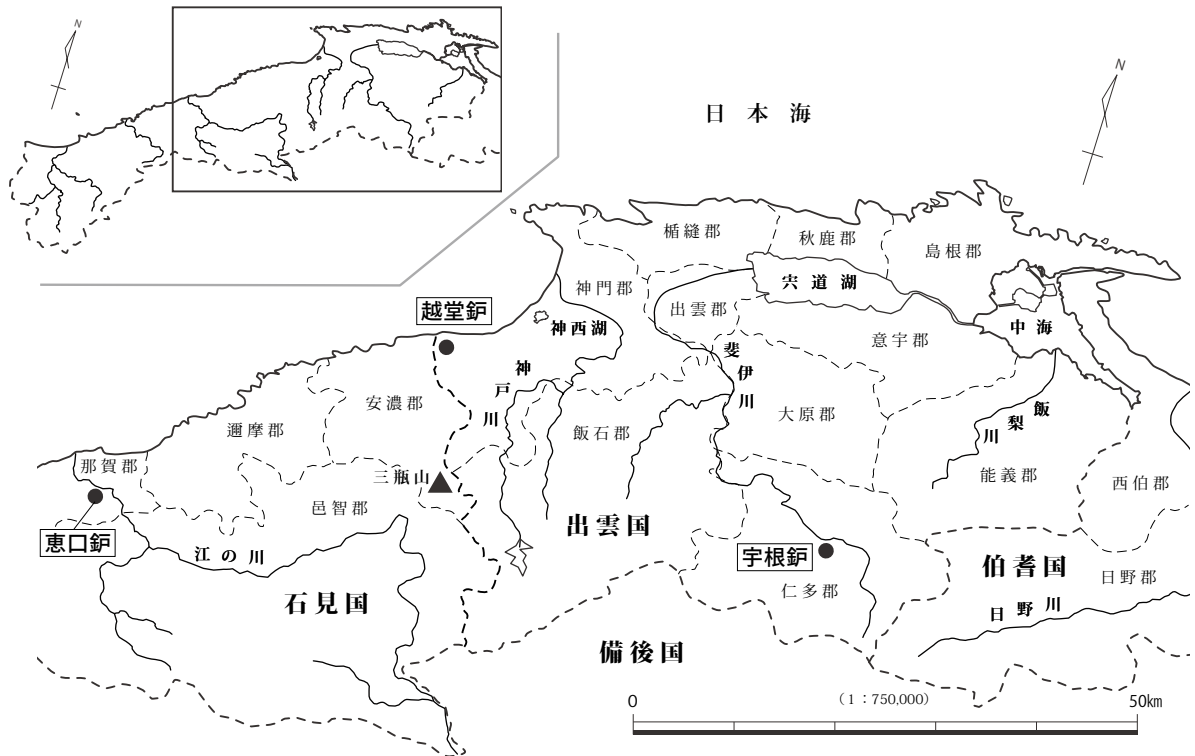 N
N
日本海
楯縫郡
秋鹿郡
島根郡
宍道湖
神門郡
出雲郡
越堂鈩
神西湖
中海
意宇郡
斐伊川
神戸川
安濃郡
大原郡
飯梨川
邇摩郡
飯石郡
那賀郡
三瓶山
能義郡
西伯郡
邑智郡
恵口鈩
出雲国
江の川
宇根鈩
伯耆国
日野郡
仁多郡
石見国
日野川
備後国
0
(1:750,000)
50km